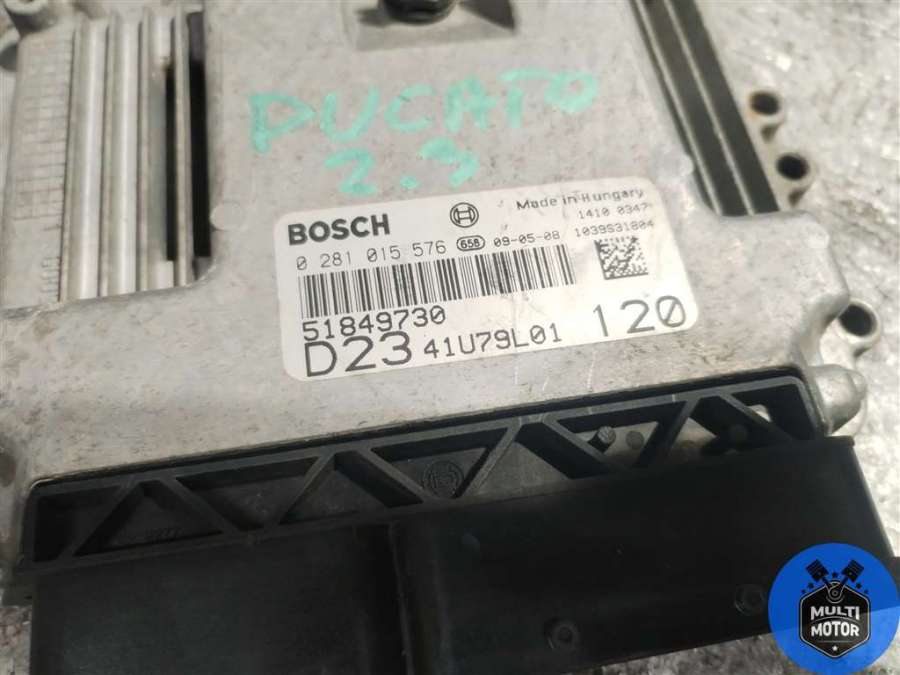 DUCATO
2.3
BOSCH
Made in Hungary
1410 0347
0 281 015 576 658 09-05-08 1039S31804
51849730
D23 41U79L01 120
MULTI
MOTOR